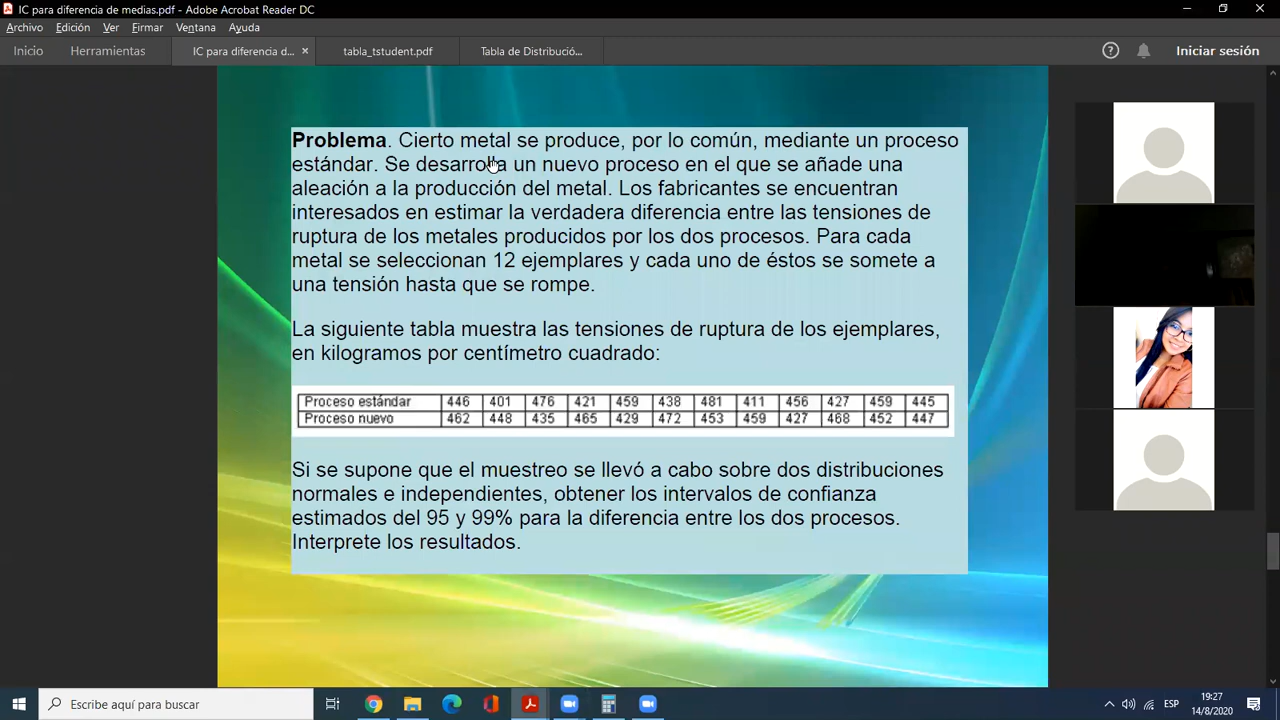 IC para diferencia de medias.pdf - Adobe Acrobat Reader DC
Archivo Edición Ver Firmar Ventana Ayuda
Inicio Herramientas IC para diferencia d... × tabla_tstudent.pdf Tabla de Distribució... Iniciar sesión
Problema. Cierto metal se produce, por lo común, mediante un proceso
estándar. Se desarrolla un nuevo proceso en el que se añade una
aleación a la producción del metal. Los fabricantes se encuentran
interesados en estimar la verdadera diferencia entre las tensiones de
ruptura de los metales producidos por los dos procesos. Para cada
metal se seleccionan 12 ejemplares y cada uno de éstos se somete a
una tensión hasta que se rompe.
La siguiente tabla muestra las tensiones de ruptura de los ejemplares,
en kilogramos por centímetro cuadrado:
Proceso estándar 446 401 476 421 459 438 481 411 456 427 459 445
Proceso nuevo 462 448 435 465 429 472 453 459 427 468 452 447
Si se supone que el muestreo se llevó a cabo sobre dos distribuciones
normales e independientes, obtener los intervalos de confianza
estimados del 95 y 99% para la diferencia entre los dos procesos.
Interprete los resultados.
Escribe aquí para buscar
ESP
19:27
14/8/2020